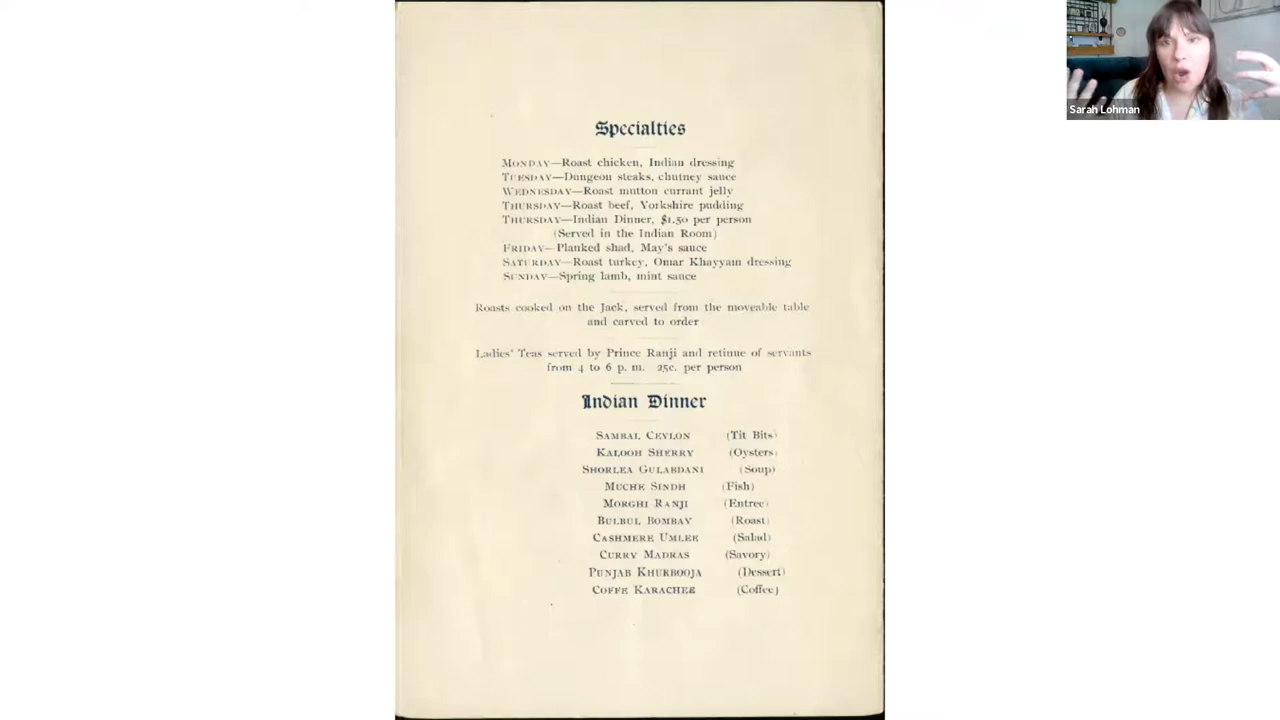 Specialties
MONDAY—Roast chicken, Indian dressing
TUESDAY—Dungeon steaks, chutney sauce
WEDNESDAY—Roast mutton currant jelly
THURSDAY—Roast beef, Yorkshire pudding
THURSDAY—Indian Dinner, $1.50 per person
(Served in the Indian Room)
FRIDAY—Planked shad, May's sauce
SATURDAY—Roast turkey, Omar Khayyam dressing
SUNDAY—Spring lamb, mint sauce
Roasts cooked on the Jack, served from the moveable table
and carved to order
Ladies' Teas served by Prince Ranji and retinue of servants
from 4 to 6 p. m. 25c. per person
Indian Dinner
SAMBAL CEYLON (Tit Bits)
KALOOH SHERRY (Oysters)
SHORLEA GULABDANI (Soup)
MUCHE SINDH (Fish)
MORGHI RANJI (Entree)
BULBUL BOMBAY (Roast)
CASHMERE UMLEE (Salad)
CURRY MADRAS (Savory)
PUNJAB KHURBOOJA (Dessert)
COFFE KARACHEE (Coffee)
Sarah Lohman